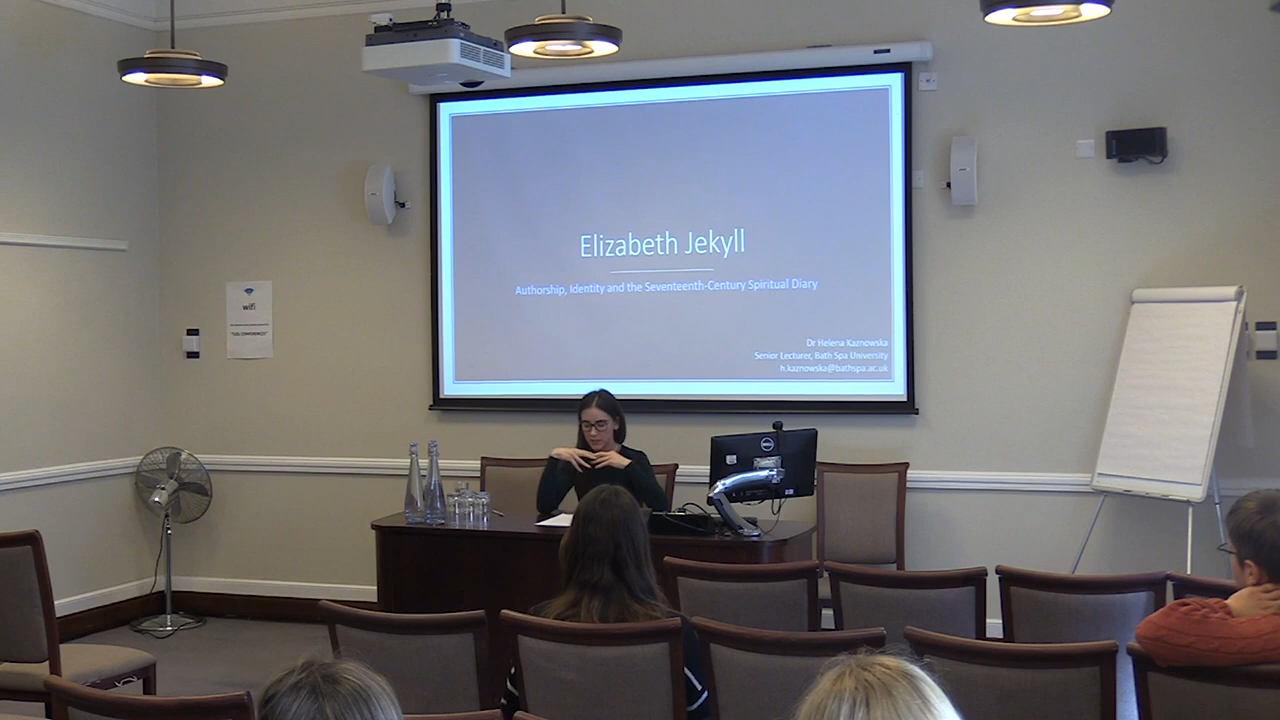 Elizabeth Jekyll
Authorship, Identity and the Seventeenth-Century Spiritual Diary
Dr Helena Kaznowska
Senior Lecturer, Bath Spa University
h.kaznowska@bathspa.ac.uk
wifi
DELL